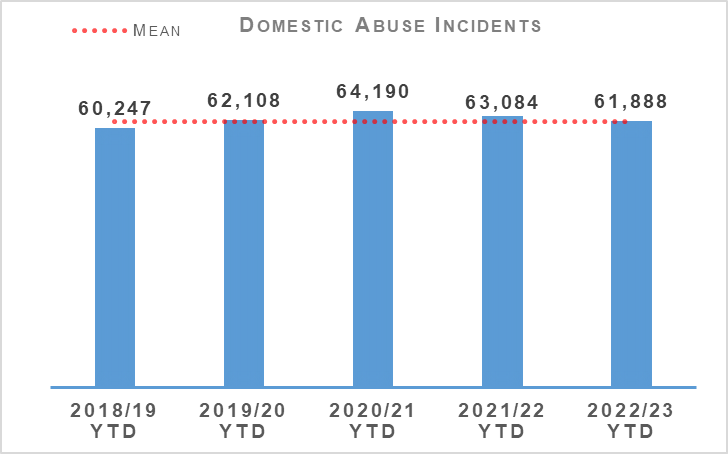 MEAN
DOMESTIC ABUSE INCIDENTS
60,247
62,108
64,190
63,084
61,888
2018/19
YTD
2019/20
YTD
2020/21
YTD
2021/22
YTD
2022/23
YTD